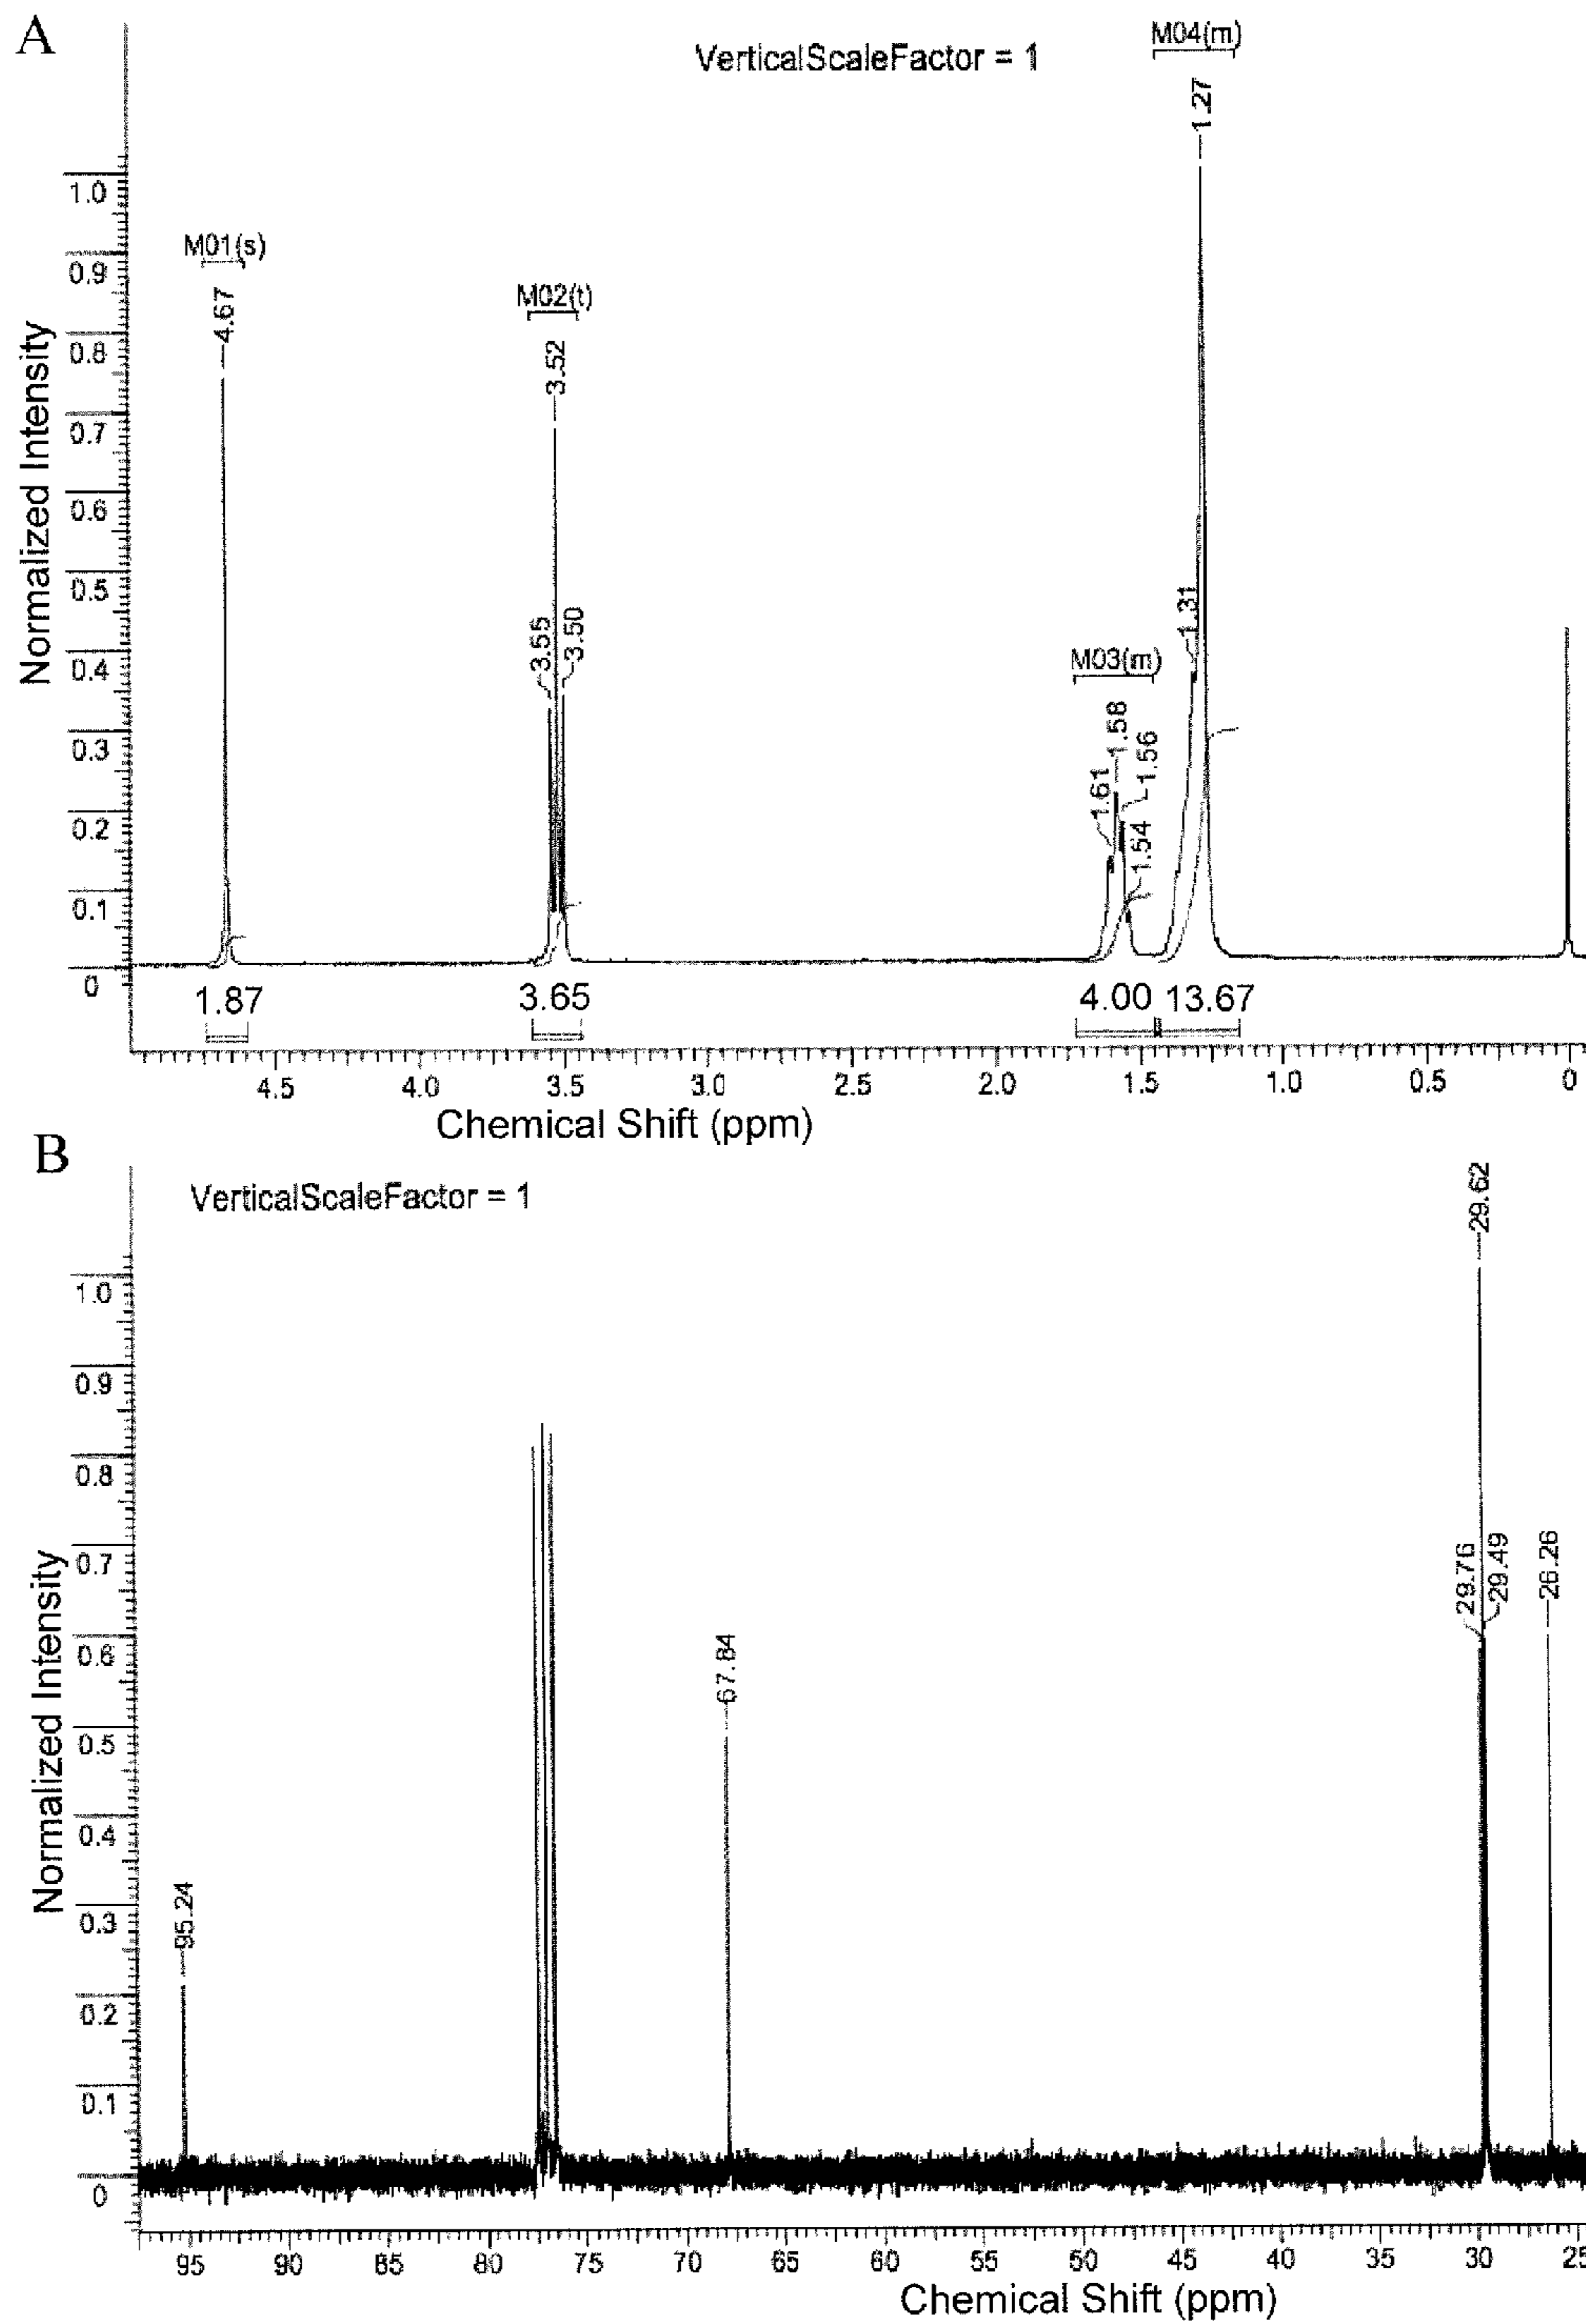 A
M04(m)
VerticalScaleFactor = 1
1.27
1.0
M01(s)
0.9
4.67
M02(t)
0.8
3.52
0.7
Normalized Intensity
0.6
0.5
1.31
3.55
3.50
0.4
M03(m)
0.3
1.58
1.56
1.61
0.2
1.54
0.1
0
1.87
3.65
4.00 13.67
4.5 4.0 3.5 3.0 2.5 2.0 1.5 1.0 0.5 0
Chemical Shift (ppm)
B
VerticalScaleFactor = 1
29.62
1.0
0.9
0.8
0.7
29.76
29.49
26.26
Normalized Intensity
0.6
67.84
0.5
0.4
0.3
95.24
0.2
0.1
0
95 90 85 80 75 70 65 60 55 50 45 40 35 30 25
Chemical Shift (ppm)